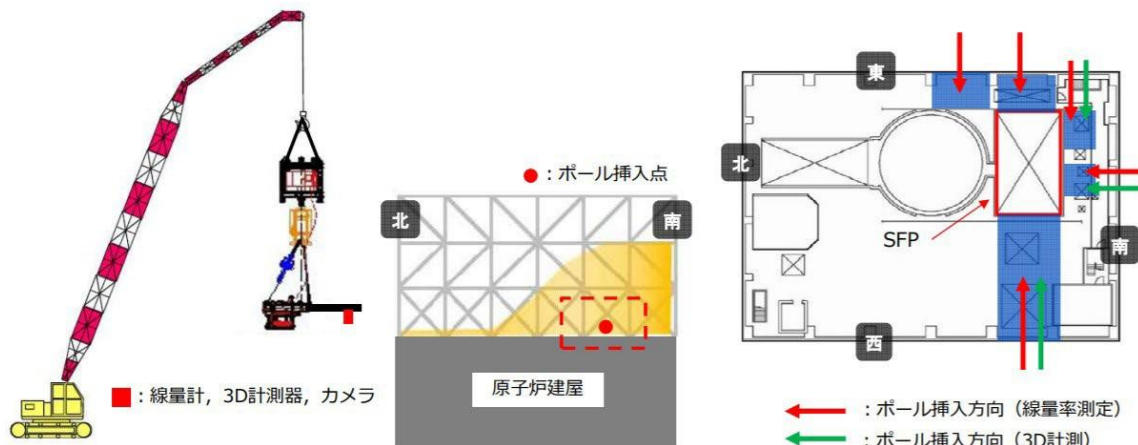 ■：線量計，3D計測器，カメラ
●：ポール挿入点
北
南
原子炉建屋
東
北
南
西
SFP
：ポール挿入方向（線量率測定）
：ポール挿入方向（3D計測）